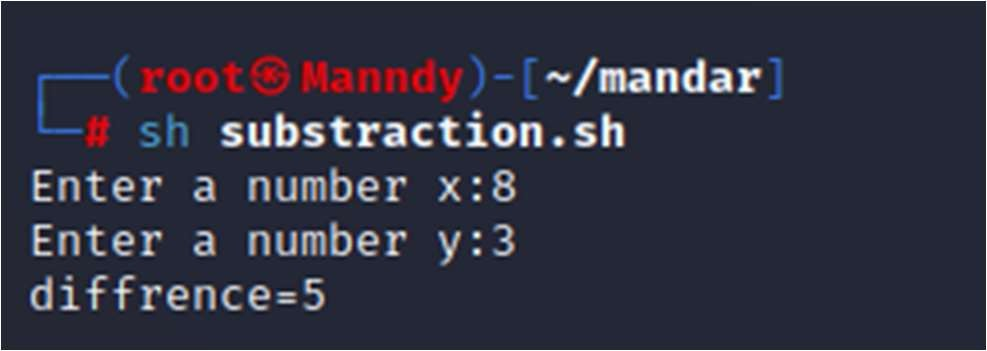 ┌──(root㉿Manndy)-[~/mandar]
└─# sh substraction.sh
Enter a number x:8
Enter a number y:3
diffrence=5